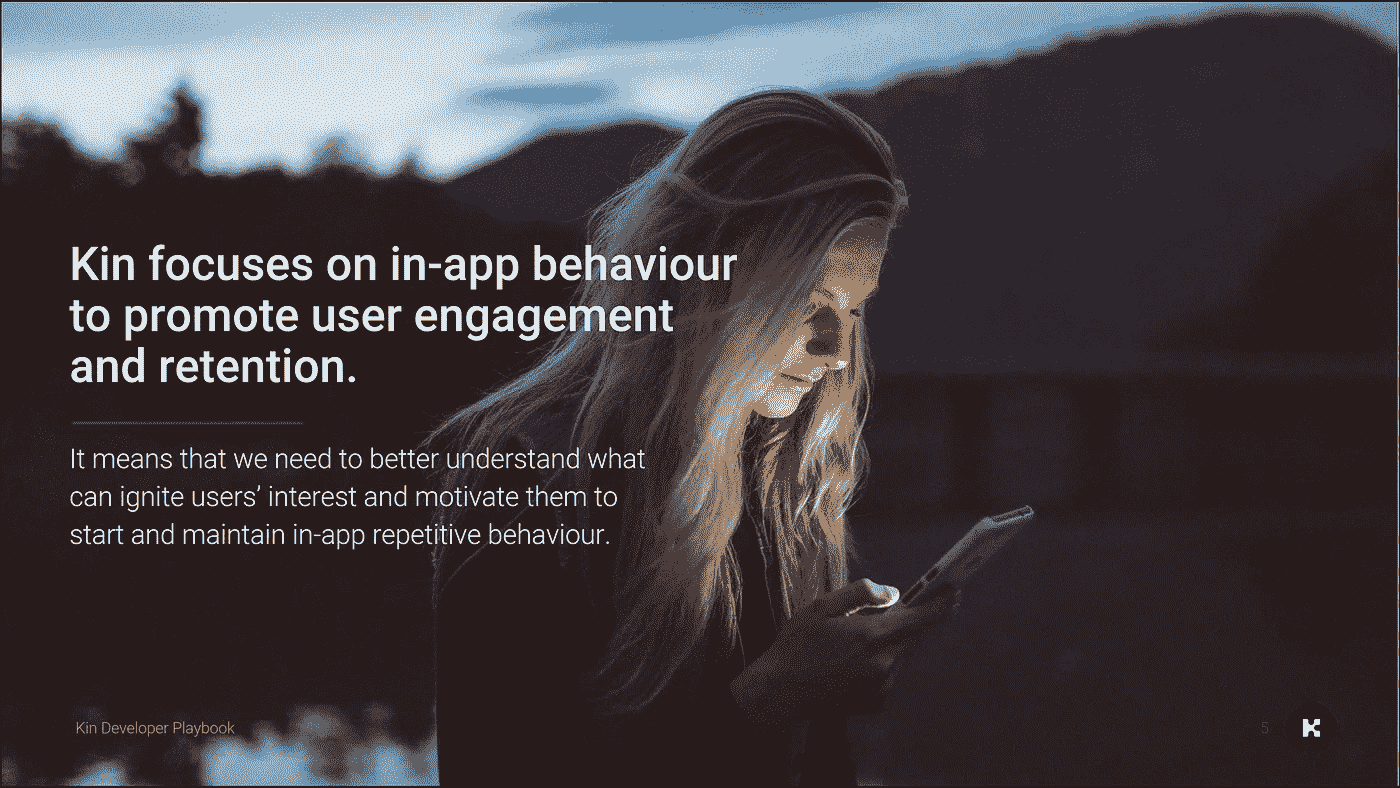 Kin focuses on in-app behaviour
to promote user engagement
and retention.
It means that we need to better understand what
can ignite users’ interest and motivate them to
start and maintain in-app repetitive behaviour.
Kin Developer Playbook
5